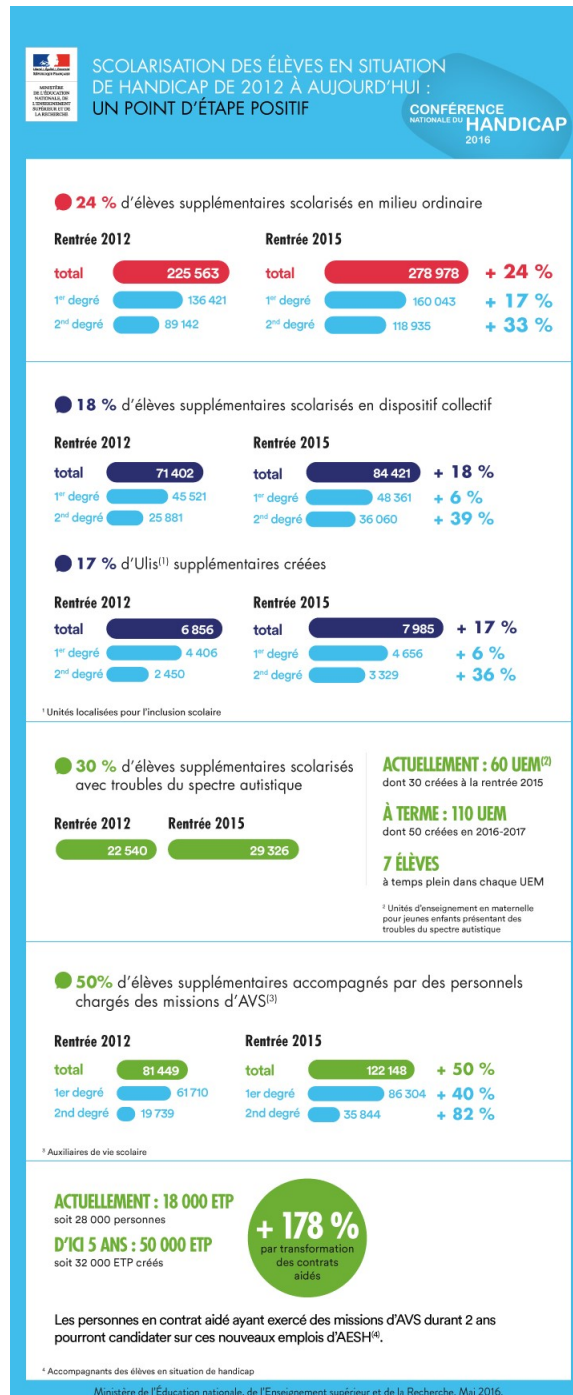 Liberté • Égalité • Fraternité
RÉPUBLIQUE FRANÇAISE
MINISTÈRE
DE L'ÉDUCATION
NATIONALE, DE
L'ENSEIGNEMENT
SUPÉRIEUR ET DE
LA RECHERCHE
SCOLARISATION DES ÉLÈVES EN SITUATION
DE HANDICAP DE 2012 À AUJOURD'HUI :
UN POINT D'ÉTAPE POSITIF
CONFÉRENCE
NATIONALE DU HANDICAP
2016
24 % d'élèves supplémentaires scolarisés en milieu ordinaire
Rentrée 2012 Rentrée 2015
total 225 563 total 278 978 + 24 %
1er degré 136 421 1er degré 160 043 + 17 %
2nd degré 89 142 2nd degré 118 935 + 33 %
18 % d'élèves supplémentaires scolarisés en dispositif collectif
Rentrée 2012 Rentrée 2015
total 71 402 total 84 421 + 18 %
1er degré 45 521 1er degré 48 361 + 6 %
2nd degré 25 881 2nd degré 36 060 + 39 %
17 % d'Ulis(1) supplémentaires créées
Rentrée 2012 Rentrée 2015
total 6 856 total 7 985 + 17 %
1er degré 4 406 1er degré 4 656 + 6 %
2nd degré 2 450 2nd degré 3 329 + 36 %
1 Unités localisées pour l'inclusion scolaire
30 % d'élèves supplémentaires scolarisés
avec troubles du spectre autistique
Rentrée 2012 Rentrée 2015
22 540 29 326
ACTUELLEMENT : 60 UEM(2)
dont 30 créées à la rentrée 2015
À TERME : 110 UEM
dont 50 créées en 2016-2017
7 ÉLÈVES
à temps plein dans chaque UEM
2 Unités d'enseignement en maternelle
pour jeunes enfants présentant des
troubles du spectre autistique
50% d'élèves supplémentaires accompagnés par des personnels
chargés des missions d'AVS(3)
Rentrée 2012 Rentrée 2015
total 81 449 total 122 148 + 50 %
1er degré 61 710 1er degré 86 304 + 40 %
2nd degré 19 739 2nd degré 35 844 + 82 %
3 Auxiliaires de vie scolaire
ACTUELLEMENT : 18 000 ETP
soit 28 000 personnes
D'ICI 5 ANS : 50 000 ETP
soit 32 000 ETP créés
+ 178 %
par transformation
des contrats
aidés
Les personnes en contrat aidé ayant exercé des missions d'AVS durant 2 ans
pourront candidater sur ces nouveaux emplois d'AESH(4).
4 Accompagnants des élèves en situation de handicap
Ministère de l'Éducation nationale, de l'Enseignement supérieur et de la Recherche, Mai 2016.